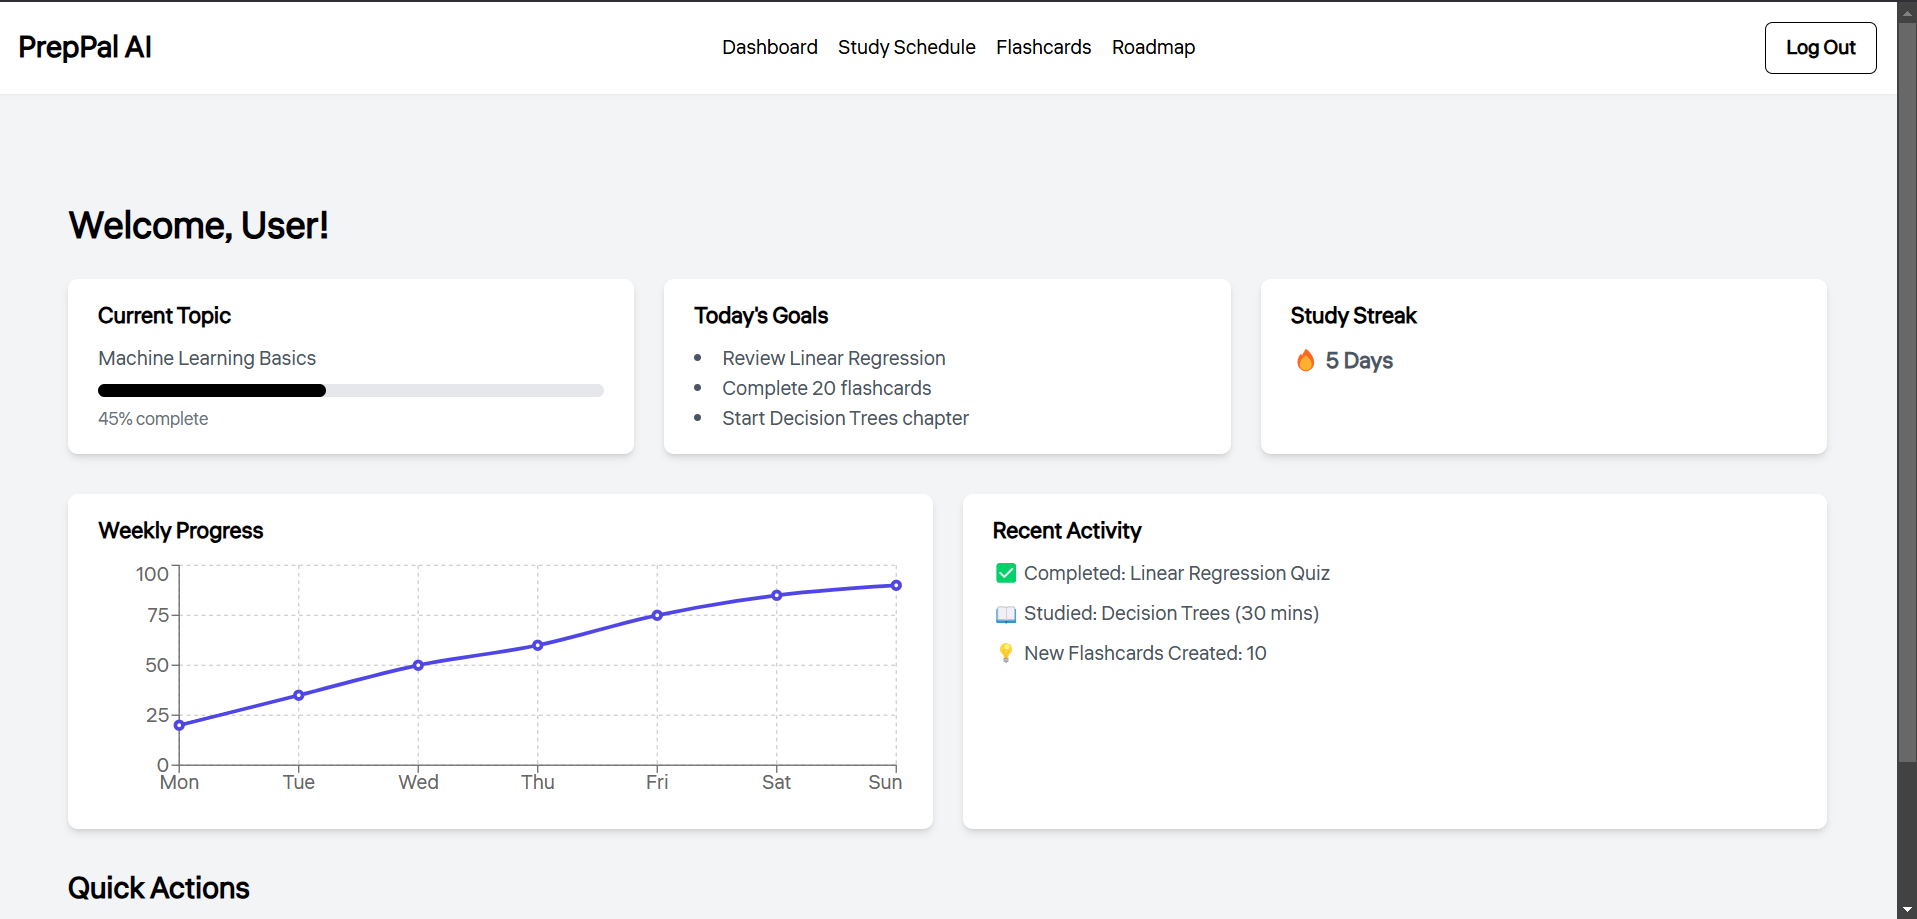 PrepPal AI
Dashboard Study Schedule Flashcards Roadmap
Log Out
Welcome, User!
Current Topic
Machine Learning Basics
45% complete
Today's Goals
Review Linear Regression
Complete 20 flashcards
Start Decision Trees chapter
Study Streak
5 Days
Weekly Progress
100
75
50
25
0
Mon Tue Wed Thu Fri Sat Sun
Recent Activity
Completed: Linear Regression Quiz
Studied: Decision Trees (30 mins)
New Flashcards Created: 10
Quick Actions